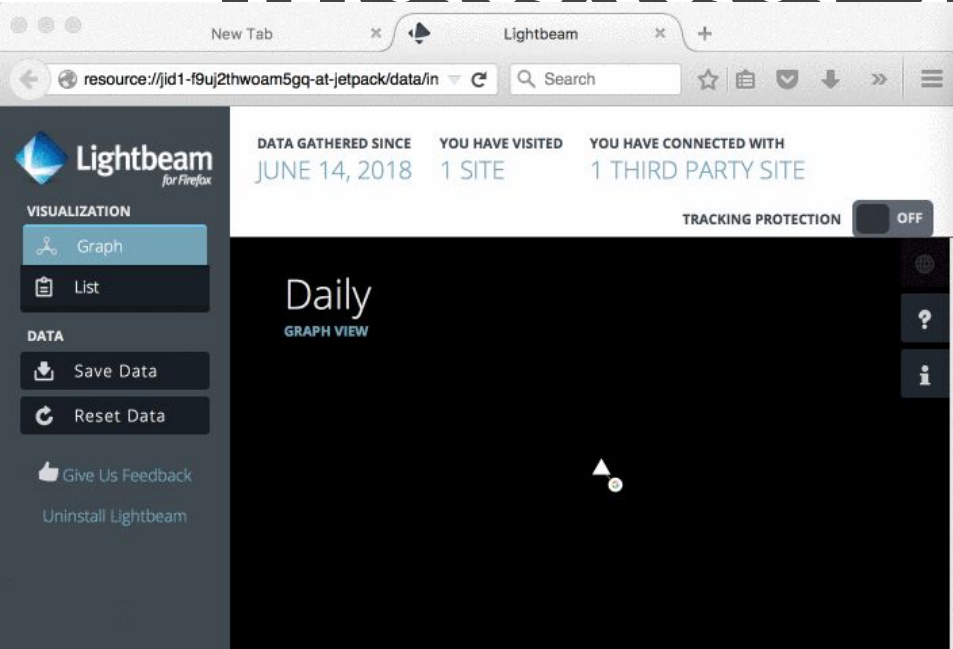 New Tab
Lightbeam
resource://jid1-f9uj2thwoam5gq-at-jetpack/data/in
Search
Lightbeam
for Firefox
DATA GATHERED SINCE
JUNE 14, 2018
YOU HAVE VISITED
1 SITE
YOU HAVE CONNECTED WITH
1 THIRD PARTY SITE
TRACKING PROTECTION
OFF
VISUALIZATION
Graph
List
DATA
Save Data
Reset Data
Give Us Feedback
Uninstall Lightbeam
Daily
GRAPH VIEW